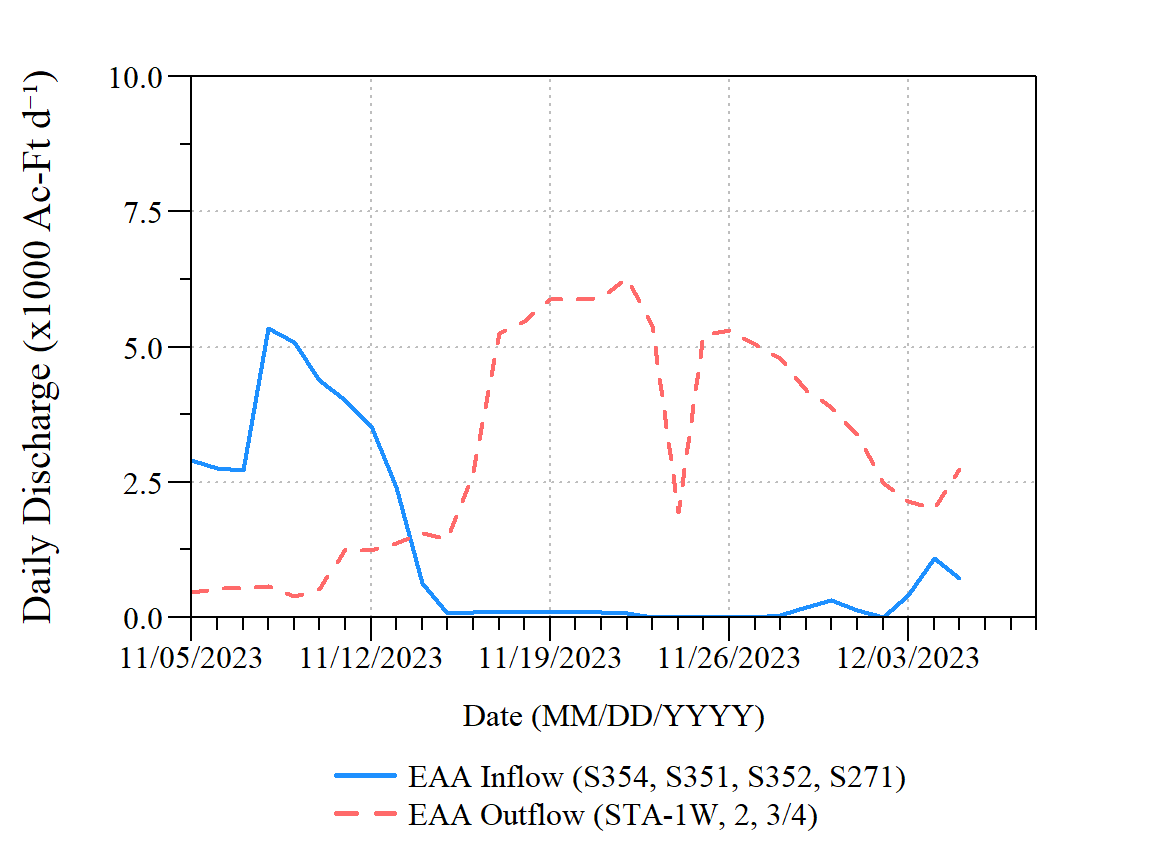 Daily Discharge (x1000 Ac-Ft d⁻¹)
10.0
7.5
5.0
2.5
0.0
11/05/2023 11/12/2023 11/19/2023 11/26/2023 12/03/2023
Date (MM/DD/YYYY)
EAA Inflow (S354, S351, S352, S271)
EAA Outflow (STA-1W, 2, 3/4)